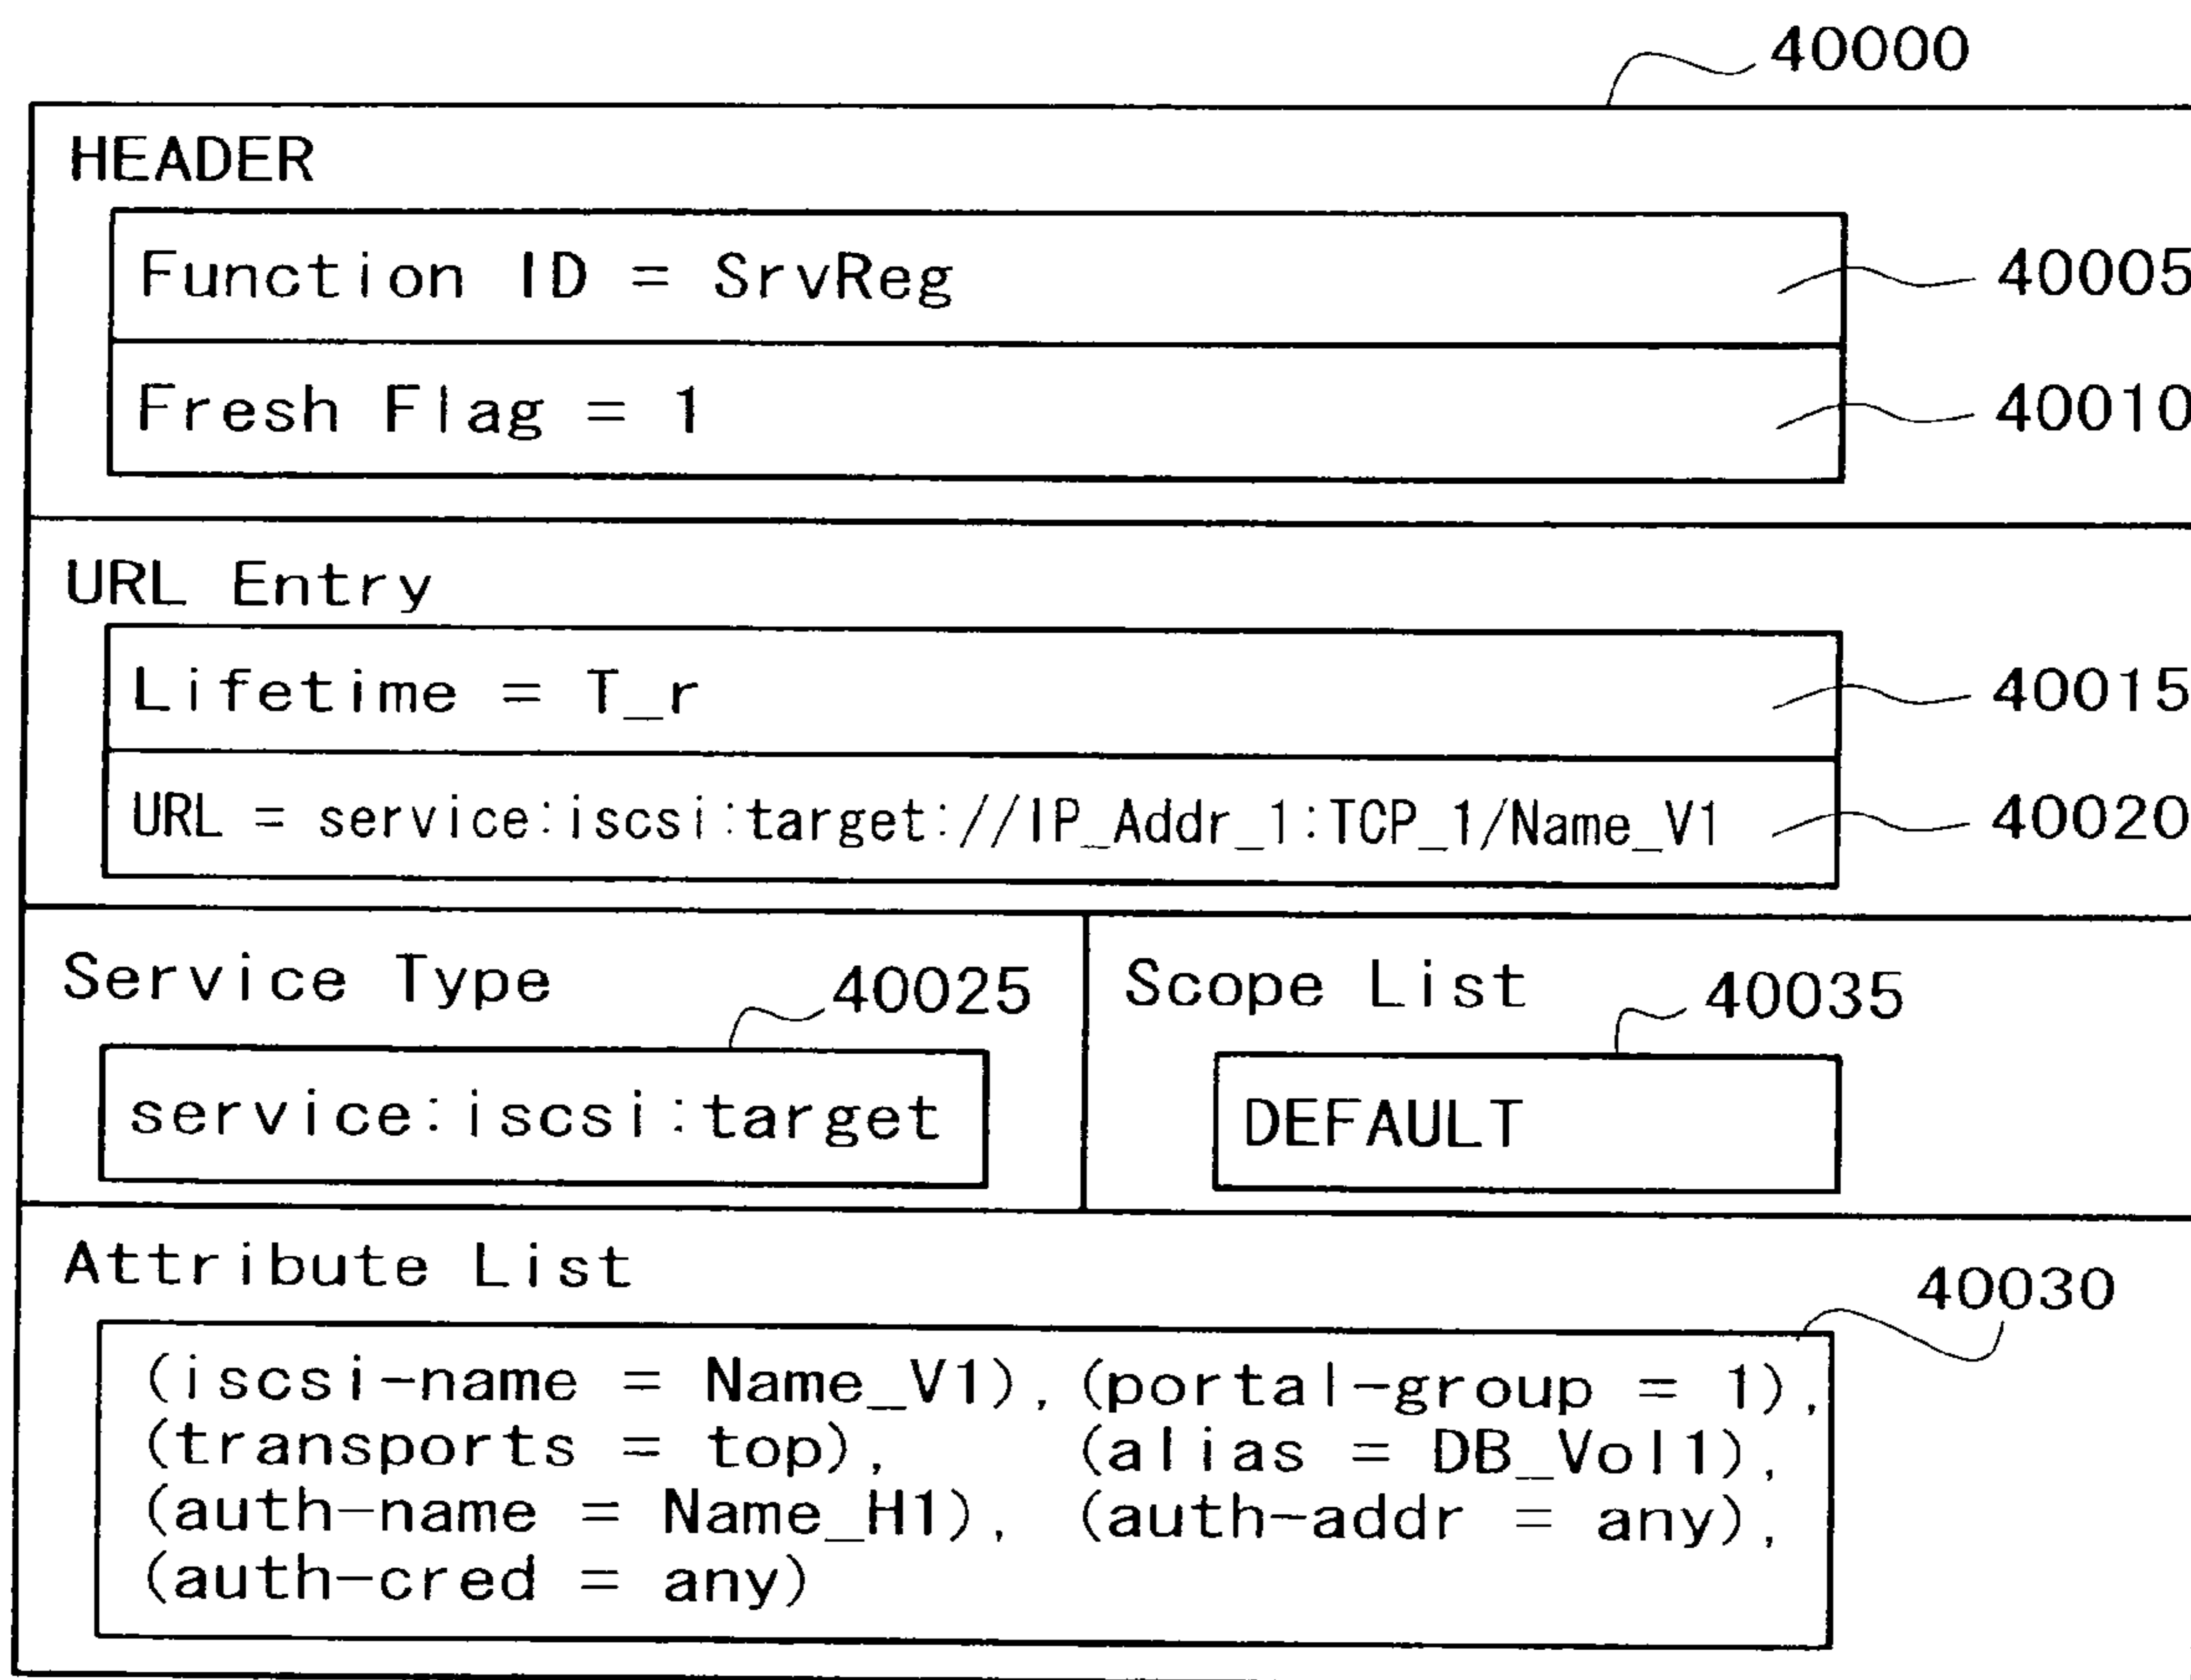 40000
HEADER
Function ID = SrvReg
40005
Fresh Flag = 1
40010
URL Entry
Lifetime = T_r
40015
URL = service:iscsi:target://IP_Addr_1:TCP_1/Name_V1
40020
Service Type
40025
service:iscsi:target
Scope List
40035
DEFAULT
Attribute List
40030
(iscsi-name = Name_V1), (portal-group = 1),
(transports = top), (alias = DB_Vol1),
(auth-name = Name_H1), (auth-addr = any),
(auth-cred = any)